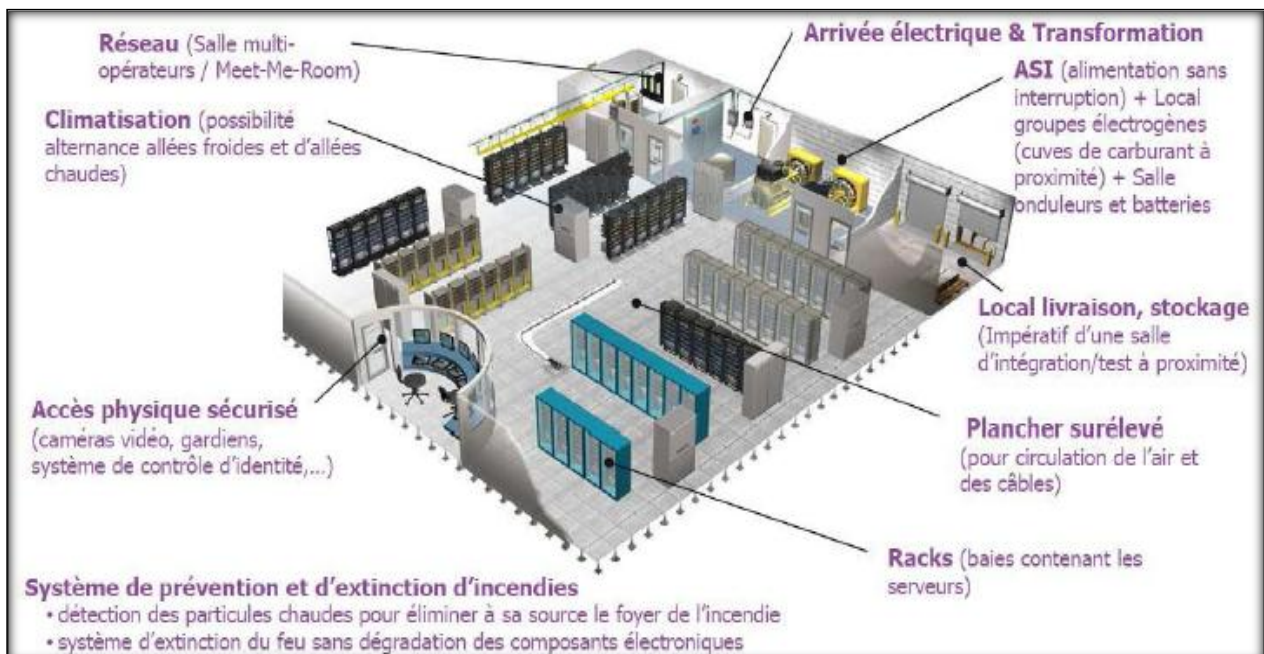 Réseau (Salle multi-
opérateurs / Meet-Me-Room)
Climatisation (possibilité
alternance allées froides et d'allées
chaudes)
Arrivée électrique & Transformation
ASI (alimentation sans
interruption) + Local
groupes électrogènes
(cuves de carburant à
proximité) + Salle
onduleurs et batteries
Local livraison, stockage
(Impératif d'une salle
d'intégration/test à proximité)
Accès physique sécurisé
(caméras vidéo, gardiens,
système de contrôle d'identité,...)
Plancher surélevé
(pour circulation de l'air et
des câbles)
Racks (baies contenant les
serveurs)
Système de prévention et d'extinction d'incendies
• détection des particules chaudes pour éliminer à sa source le foyer de l'incendie
• système d'extinction du feu sans dégradation des composants électroniques